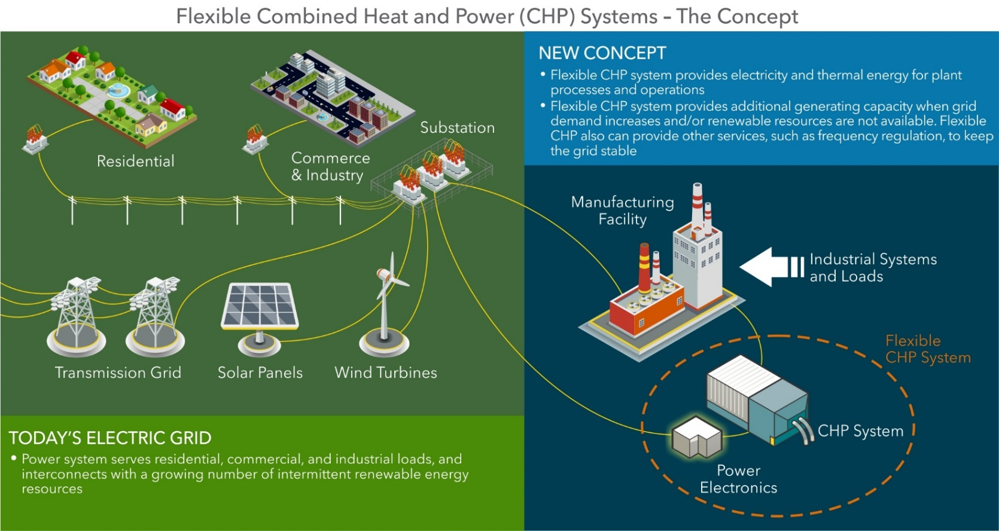 Flexible Combined Heat and Power (CHP) Systems – The Concept
Residential
Commerce
& Industry
Substation
Transmission Grid
Solar Panels
Wind Turbines
TODAY’S ELECTRIC GRID
• Power system serves residential, commercial, and industrial loads, and
interconnects with a growing number of intermittent renewable energy
resources
NEW CONCEPT
• Flexible CHP system provides electricity and thermal energy for plant
processes and operations
• Flexible CHP system provides additional generating capacity when grid
demand increases and/or renewable resources are not available. Flexible
CHP also can provide other services, such as frequency regulation, to keep
the grid stable
Manufacturing
Facility
Industrial Systems
and Loads
Flexible
CHP System
CHP System
Power
Electronics